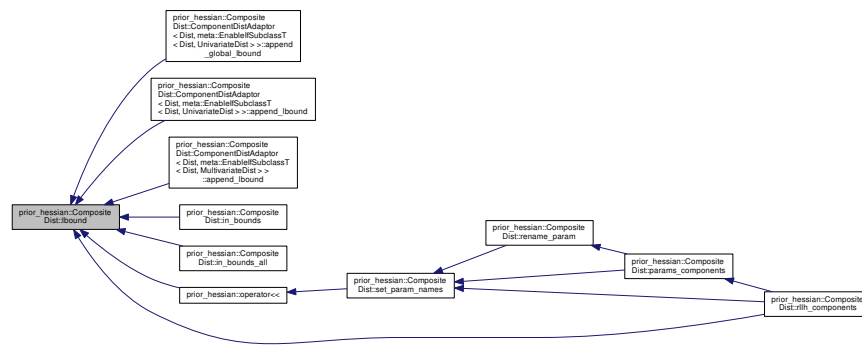 prior_hessian::Composite
Dist::ComponentDistAdaptor
< Dist, meta::EnableIfSubclassT
< Dist, UnivariateDist > >::append
_global_lbound
prior_hessian::Composite
Dist::ComponentDistAdaptor
< Dist, meta::EnableIfSubclassT
< Dist, UnivariateDist > >::append_lbound
prior_hessian::Composite
Dist::ComponentDistAdaptor
< Dist, meta::EnableIfSubclassT
< Dist, MultivariateDist > >
::append_lbound
prior_hessian::Composite
Dist::lbound
prior_hessian::Composite
Dist::in_bounds
prior_hessian::Composite
Dist::in_bounds_all
prior_hessian::operator<<
prior_hessian::Composite
Dist::set_param_names
prior_hessian::Composite
Dist::rename_param
prior_hessian::Composite
Dist::params_components
prior_hessian::Composite
Dist::rllh_components